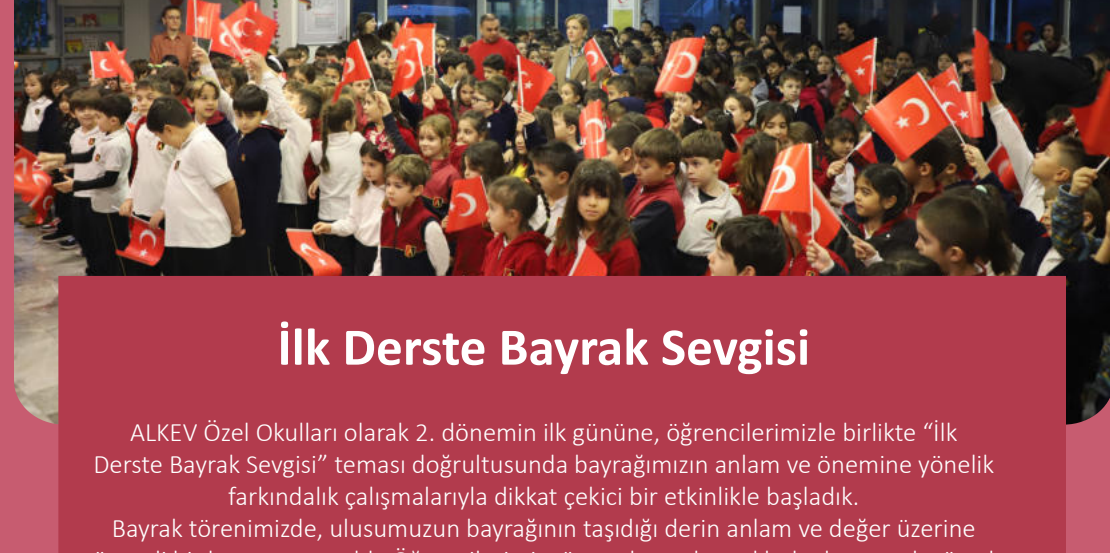 İlk Derste Bayrak Sevgisi
ALKEV Özel Okulları olarak 2. dönemin ilk gününe, öğrencilerimizle birlikte “İlk
Derste Bayrak Sevgisi” teması doğrultusunda bayrağımızın anlam ve önemine yönelik
farkındalık çalışmalarıyla dikkat çekici bir etkinlikle başladık.
Bayrak törenimizde, ulusumuzun bayrağının taşıdığı derin anlam ve değer üzerine